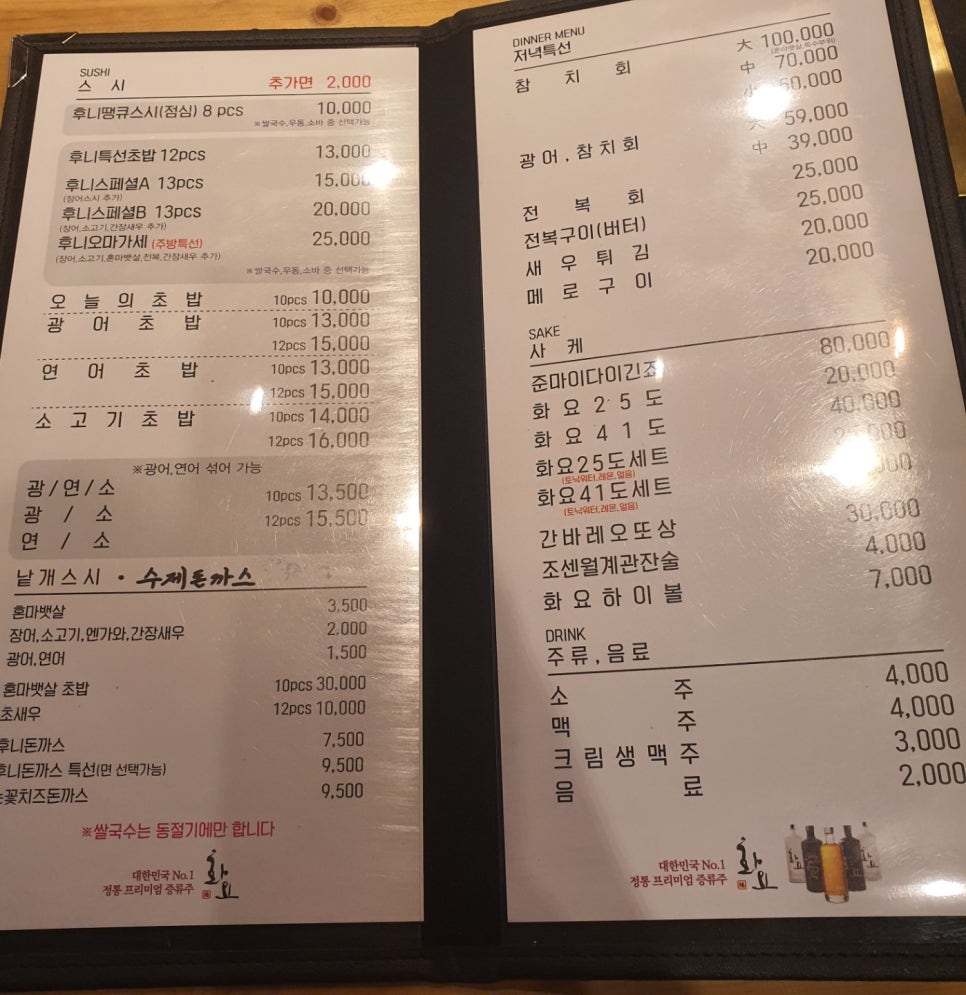 SUSHI
스 시 추가면 2,000
후니땡큐스시(점심) 8 pcs 10,000
※쌀국수,우동,소바 중 선택가능
후니특선초밥 12pcs 13,000
후니스페셜A 13pcs 15,000
(장어스시 추가)
후니스페셜B 13pcs 20,000
(장어,소고기,간장새우 추가)
후니오마가세 (주방특선) 25,000
(장어,소고기,혼마뱃살,전복,간장새우 추가)
※쌀국수,우동,소바 중 선택가능
오늘의초밥 10pcs 10,000
광어초밥 10pcs 13,000
12pcs 15,000
연어초밥 10pcs 13,000
12pcs 15,000
소고기초밥 10pcs 14,000
12pcs 16,000
※광어,연어 섞어 가능
광/연/소 10pcs 13,500
광 / 소 12pcs 15,500
연 / 소
낱개스시 · 수제돈까스
혼마뱃살 3,500
장어,소고기,엔가와,간장새우 2,000
광어,연어 1,500
혼마뱃살 초밥 10pcs 30,000
초새우 12pcs 10,000
후니돈까스 7,500
후니돈까스 특선(면 선택가능) 9,500
꽃치즈돈까스 9,500
※쌀국수는 동절기에만 합니다
대한민국 No.1
정통 프리미엄 증류주
화요
DINNER MENU
저녁특선
참치회 大 100,000
(혼마뱃살 특수부위)
中 70,000
小 50,000
광어,참치회 大 59,000
中 39,000
전복회 25,000
전복구이(버터) 25,000
새우튀김 20,000
메로구이 20,000
SAKE
사케
준마이다이긴죠 80,000
화요25도 20,000
화요41도 40,000
화요25도세트
(토닉워터,레몬,얼음)
화요41도세트
(토닉워터,레몬,얼음)
간바레오또상 30,000
조센월계관잔술 4,000
화요하이볼 7,000
DRINK
주류,음료
소주 4,000
맥주 4,000
크림생맥주 3,000
음료 2,000
대한민국 No.1
정통 프리미엄 증류주
화요